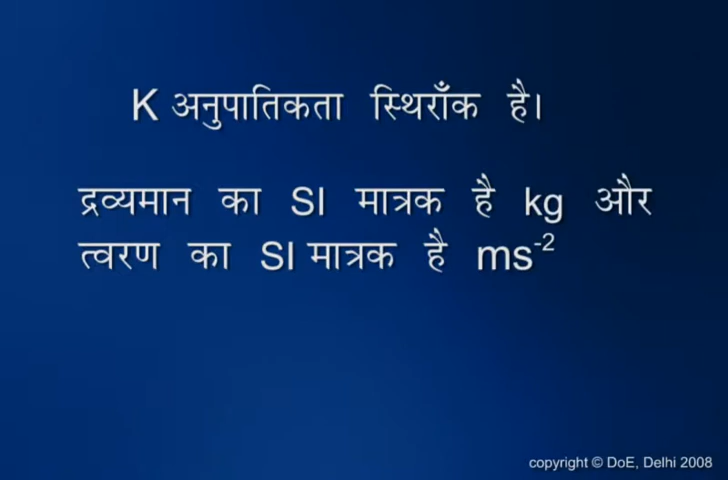 K अनुपातिकता स्थिराँक है।
द्रव्यमान का SI मात्रक है kg और
त्वरण का SI मात्रक है ms⁻²
copyright © DoE, Delhi 2008